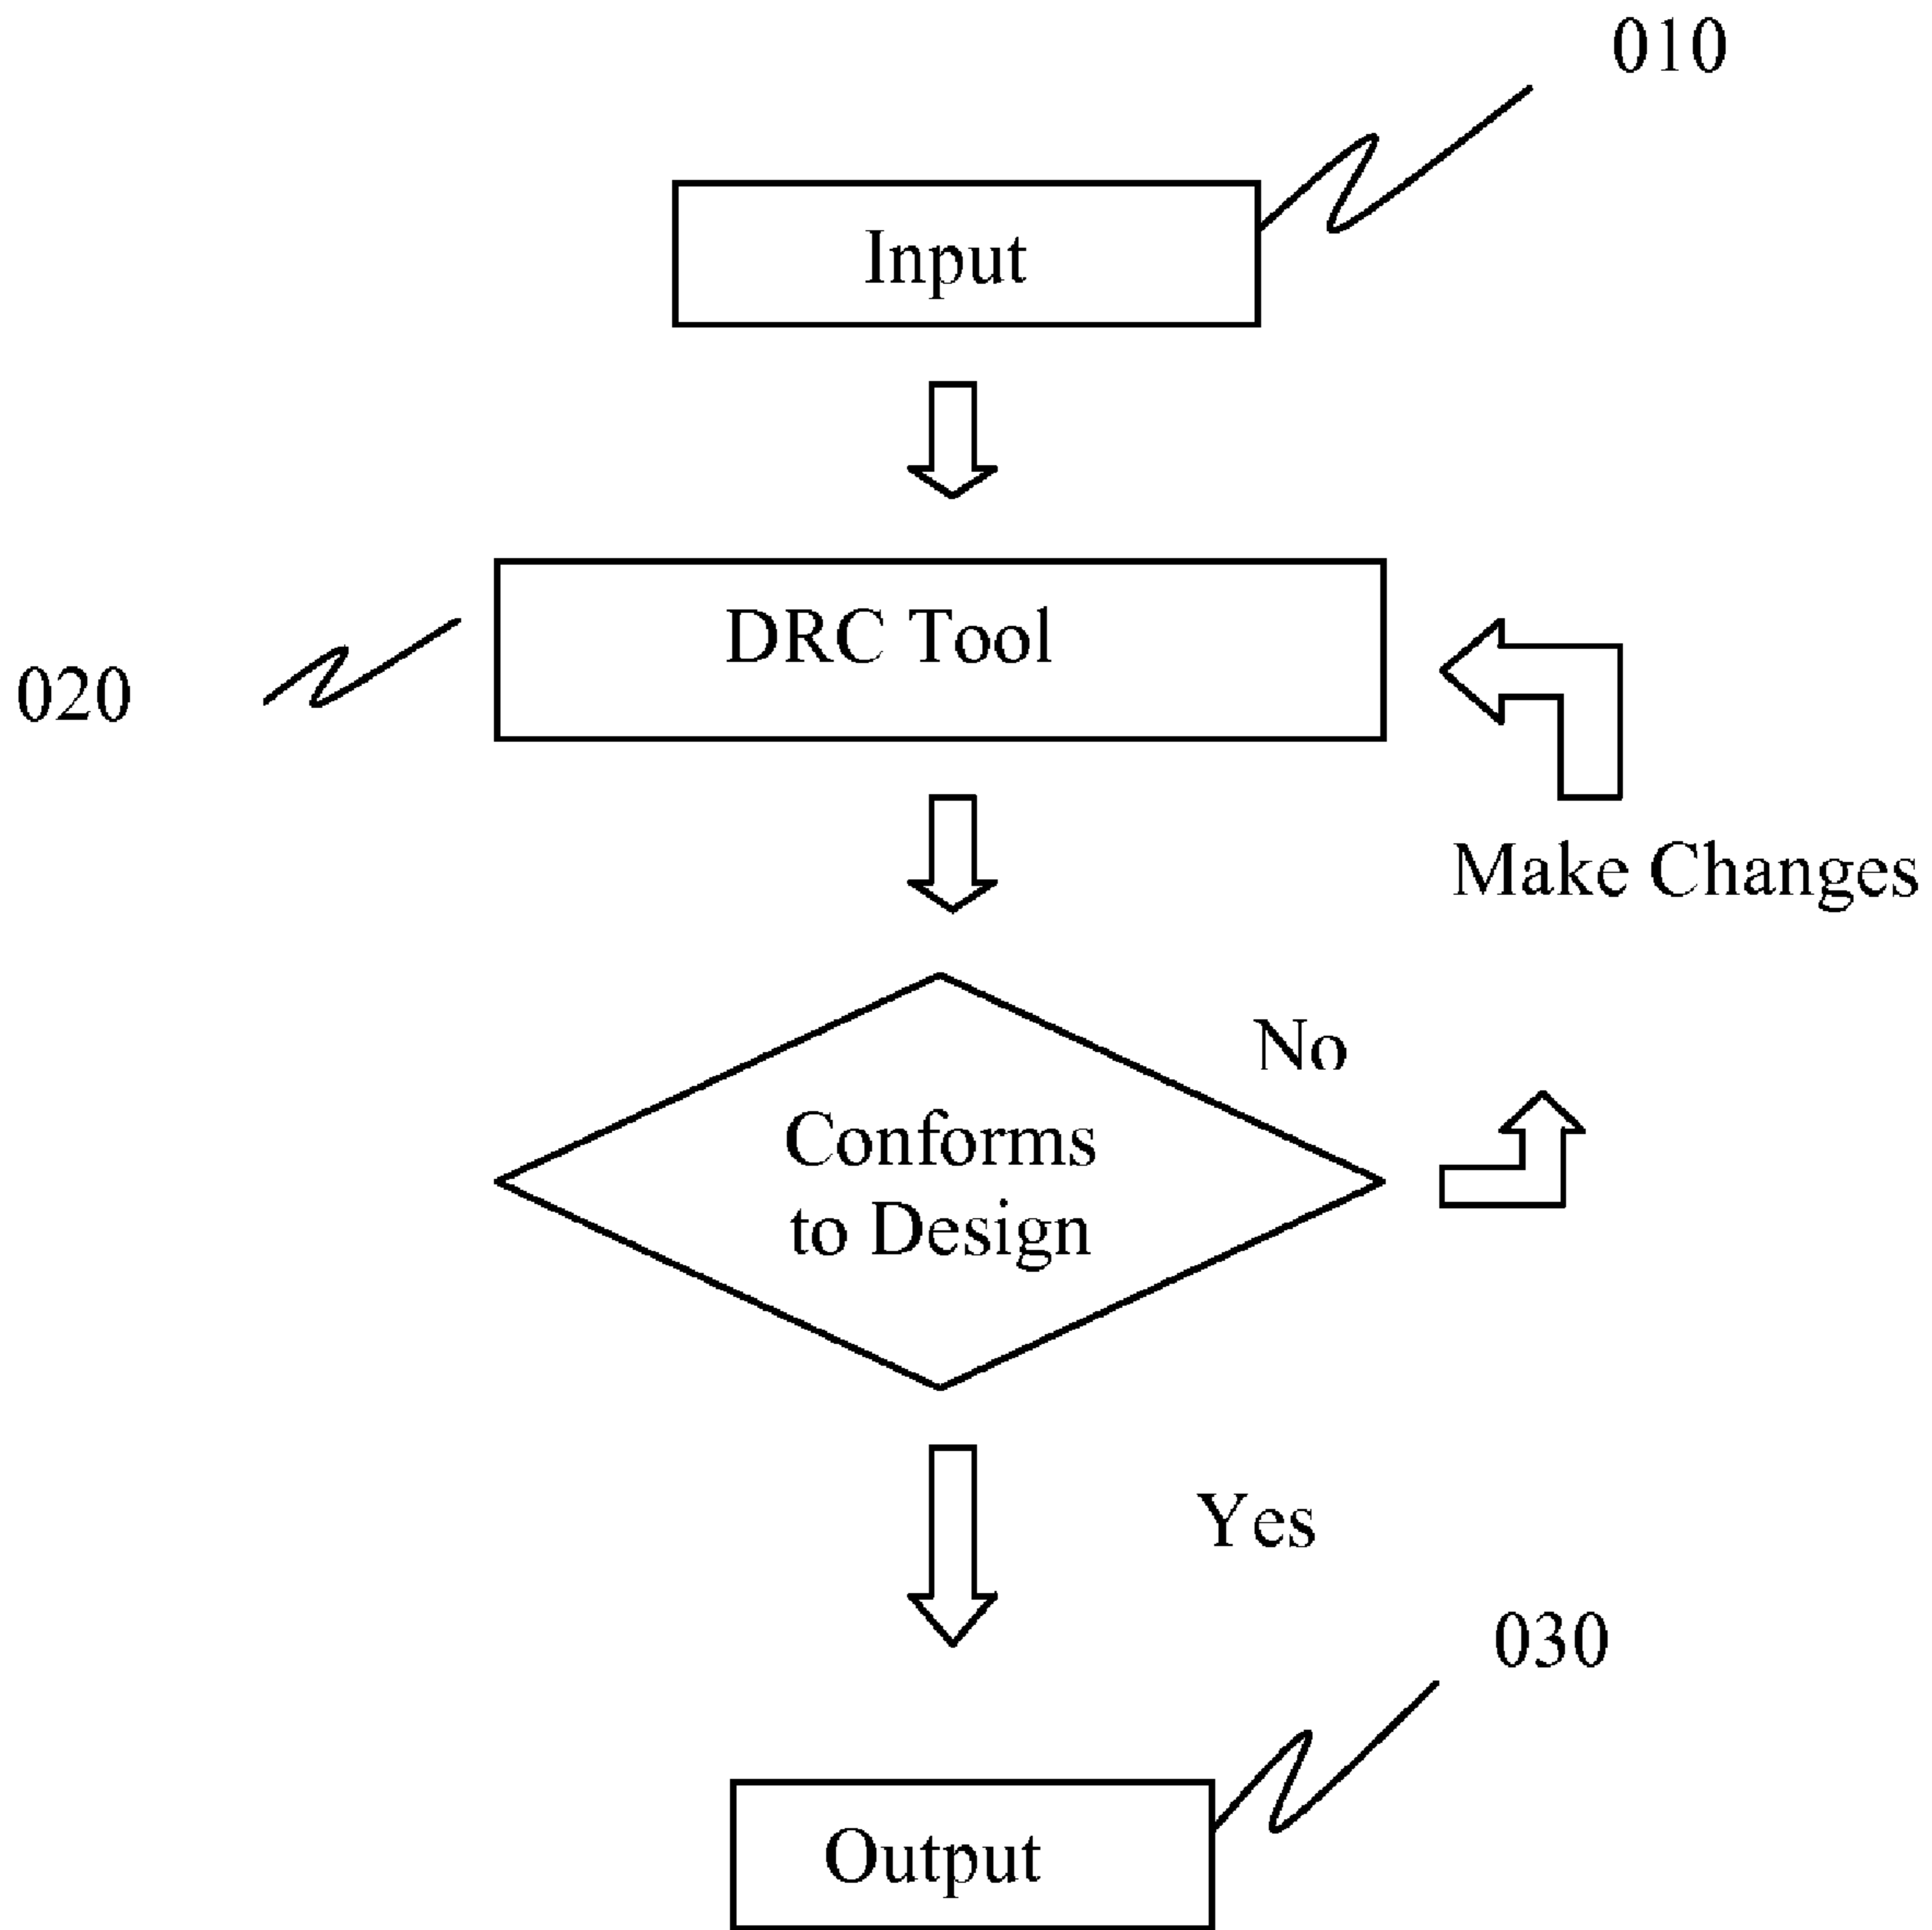 010
Input
DRC Tool
020
Make Changes
No
Conforms
to Design
Yes
030
Output